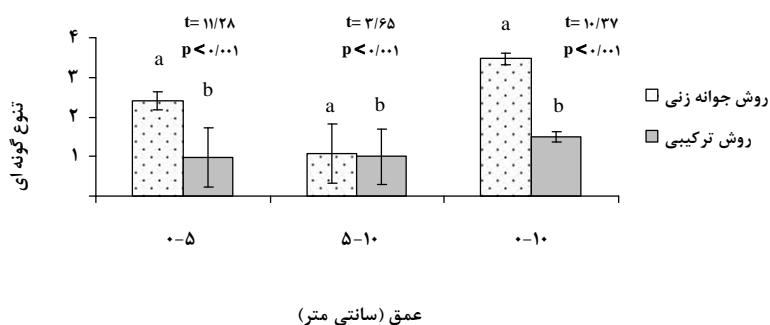 t= ۱۱/۲۸
p < ۰/۰۰۱
t= ۳/۶۵
p < ۰/۰۰۱
t= ۱۰/۳۷
p < ۰/۰۰۱
۴
۳
۲
۱
a
b
a
b
a
b
تنوع گونه ای
روش جوانه زنی
روش ترکیبی
۰-۵
۵-۱۰
۰-۱۰
عمق (سانتی متر)